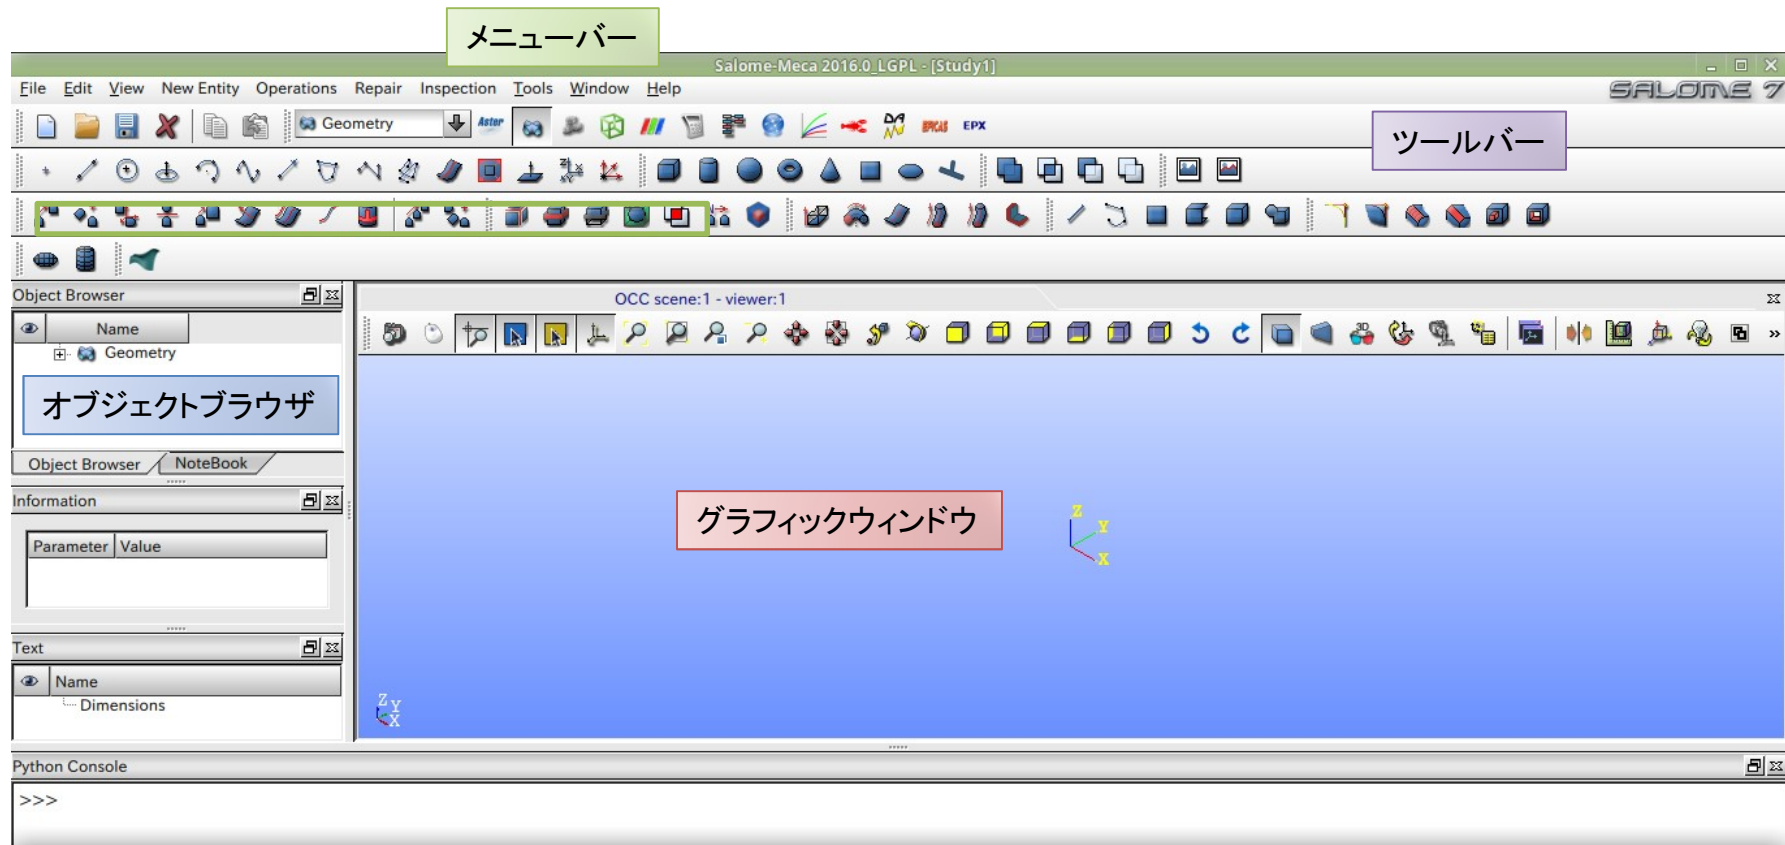 メニューバー
Salome-Meca 2016.0_LGPL - [Study1]
File Edit View New Entity Operations Repair Inspection Tools Window Help
SALOME 7
Geometry
Aster
EPX
ツールバー
Object Browser
OCC scene:1 - viewer:1
Name
Geometry
オブジェクトブラウザ
Object Browser NoteBook
Information
グラフィックウィンドウ
Z
Y
X
Parameter Value
Text
Name
Dimensions
Z Y
X
Python Console
>>>